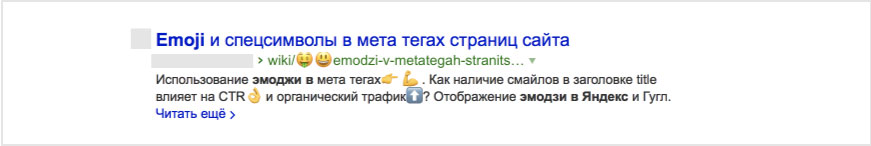 Emoji и спецсимволы в мета тегах страниц сайта
› wiki/🤑😃emodzi-v-metategah-stranits... ▼
Использование эмоджи в мета тегах👉 💪 . Как наличие смайлов в заголовке title
влияет на CTR👌 и органический трафик⬆️? Отображение эмодзи в Яндекс и Гугл.
Читать ещё ›